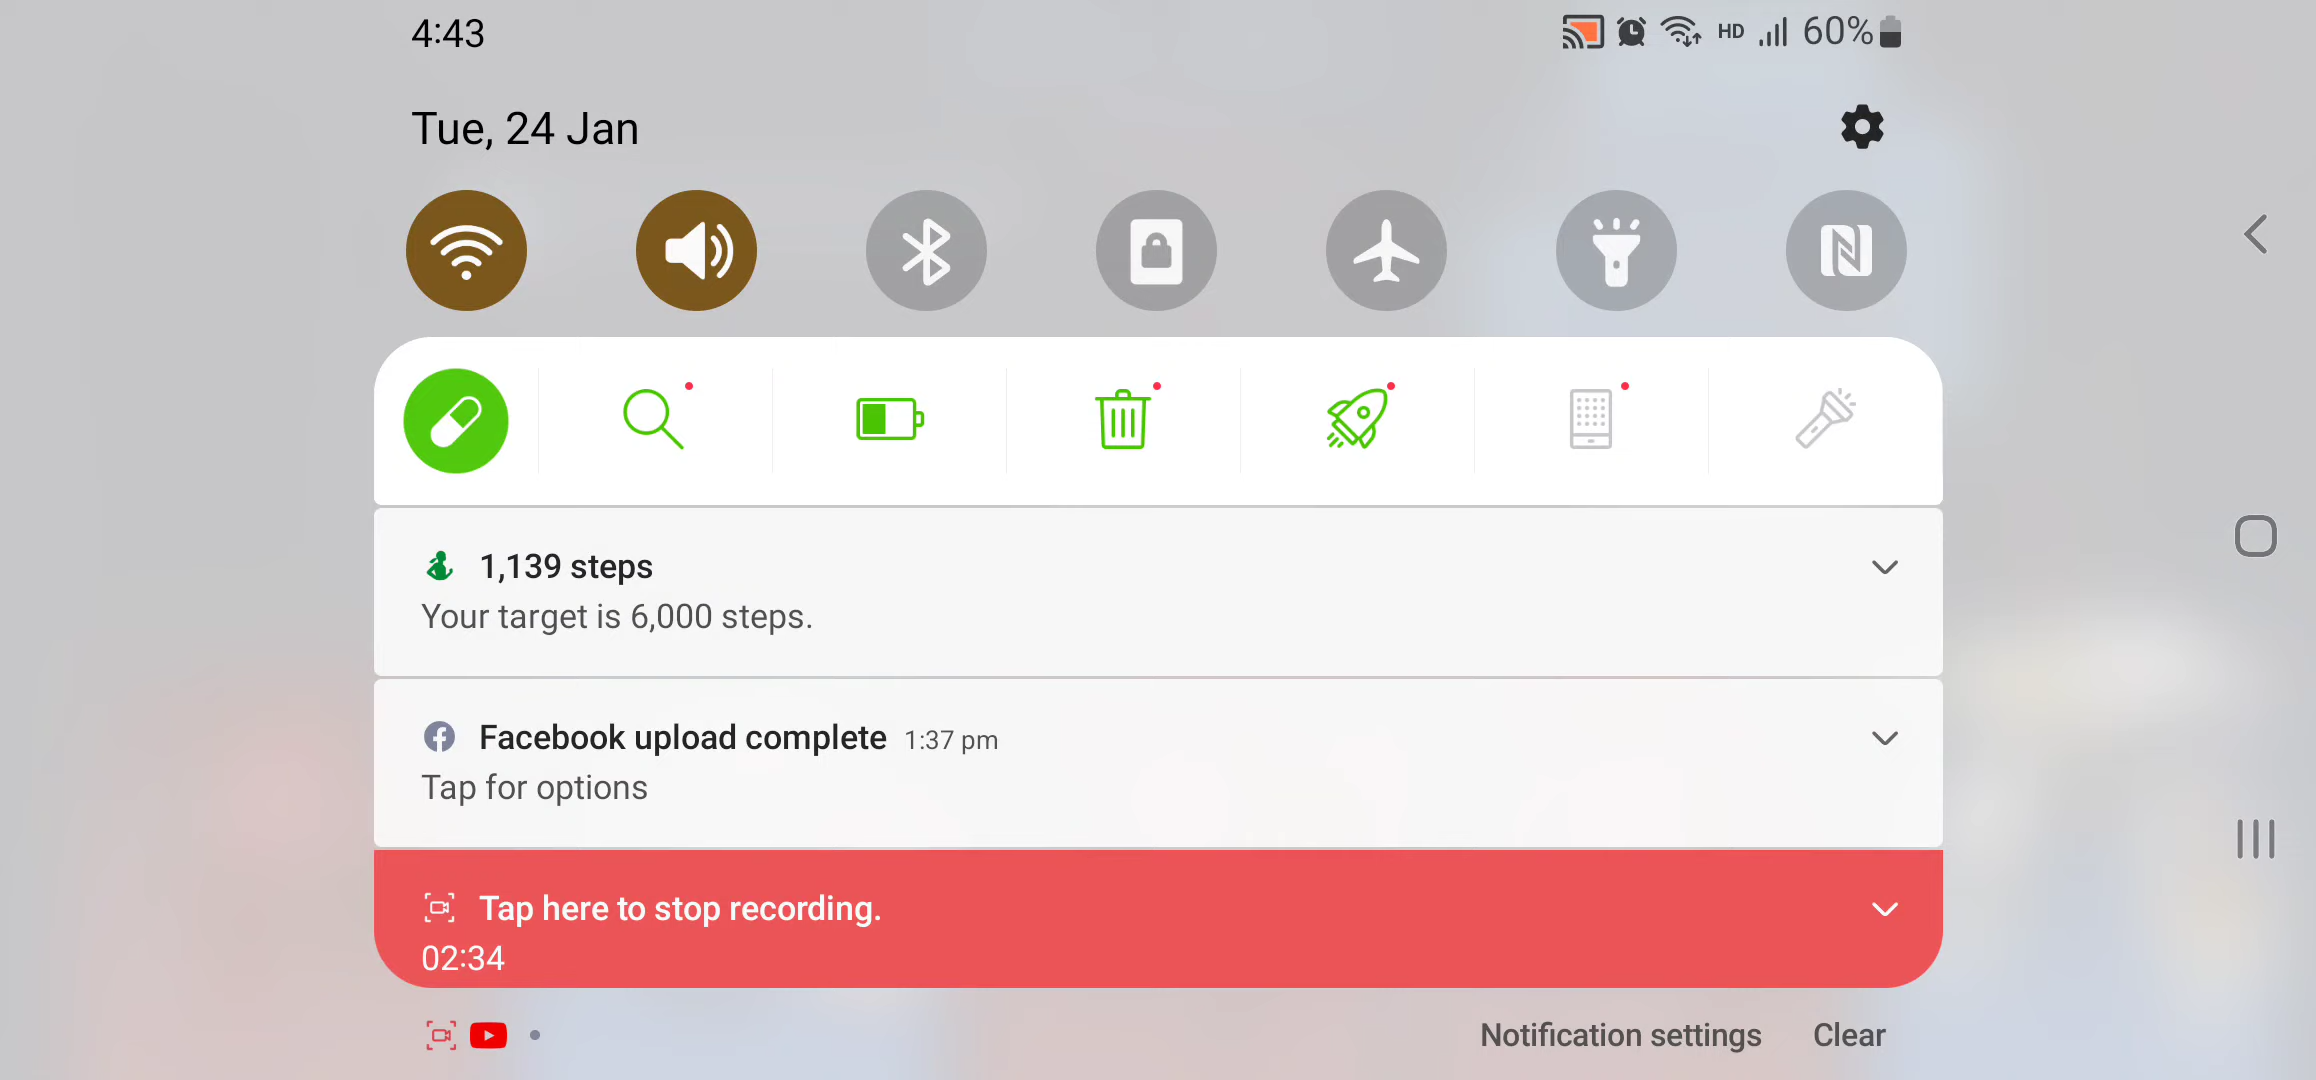 4:43
HD 60%
Tue, 24 Jan
1,139 steps
Your target is 6,000 steps.
Facebook upload complete 1:37 pm
Tap for options
Tap here to stop recording.
02:34
Notification settings Clear